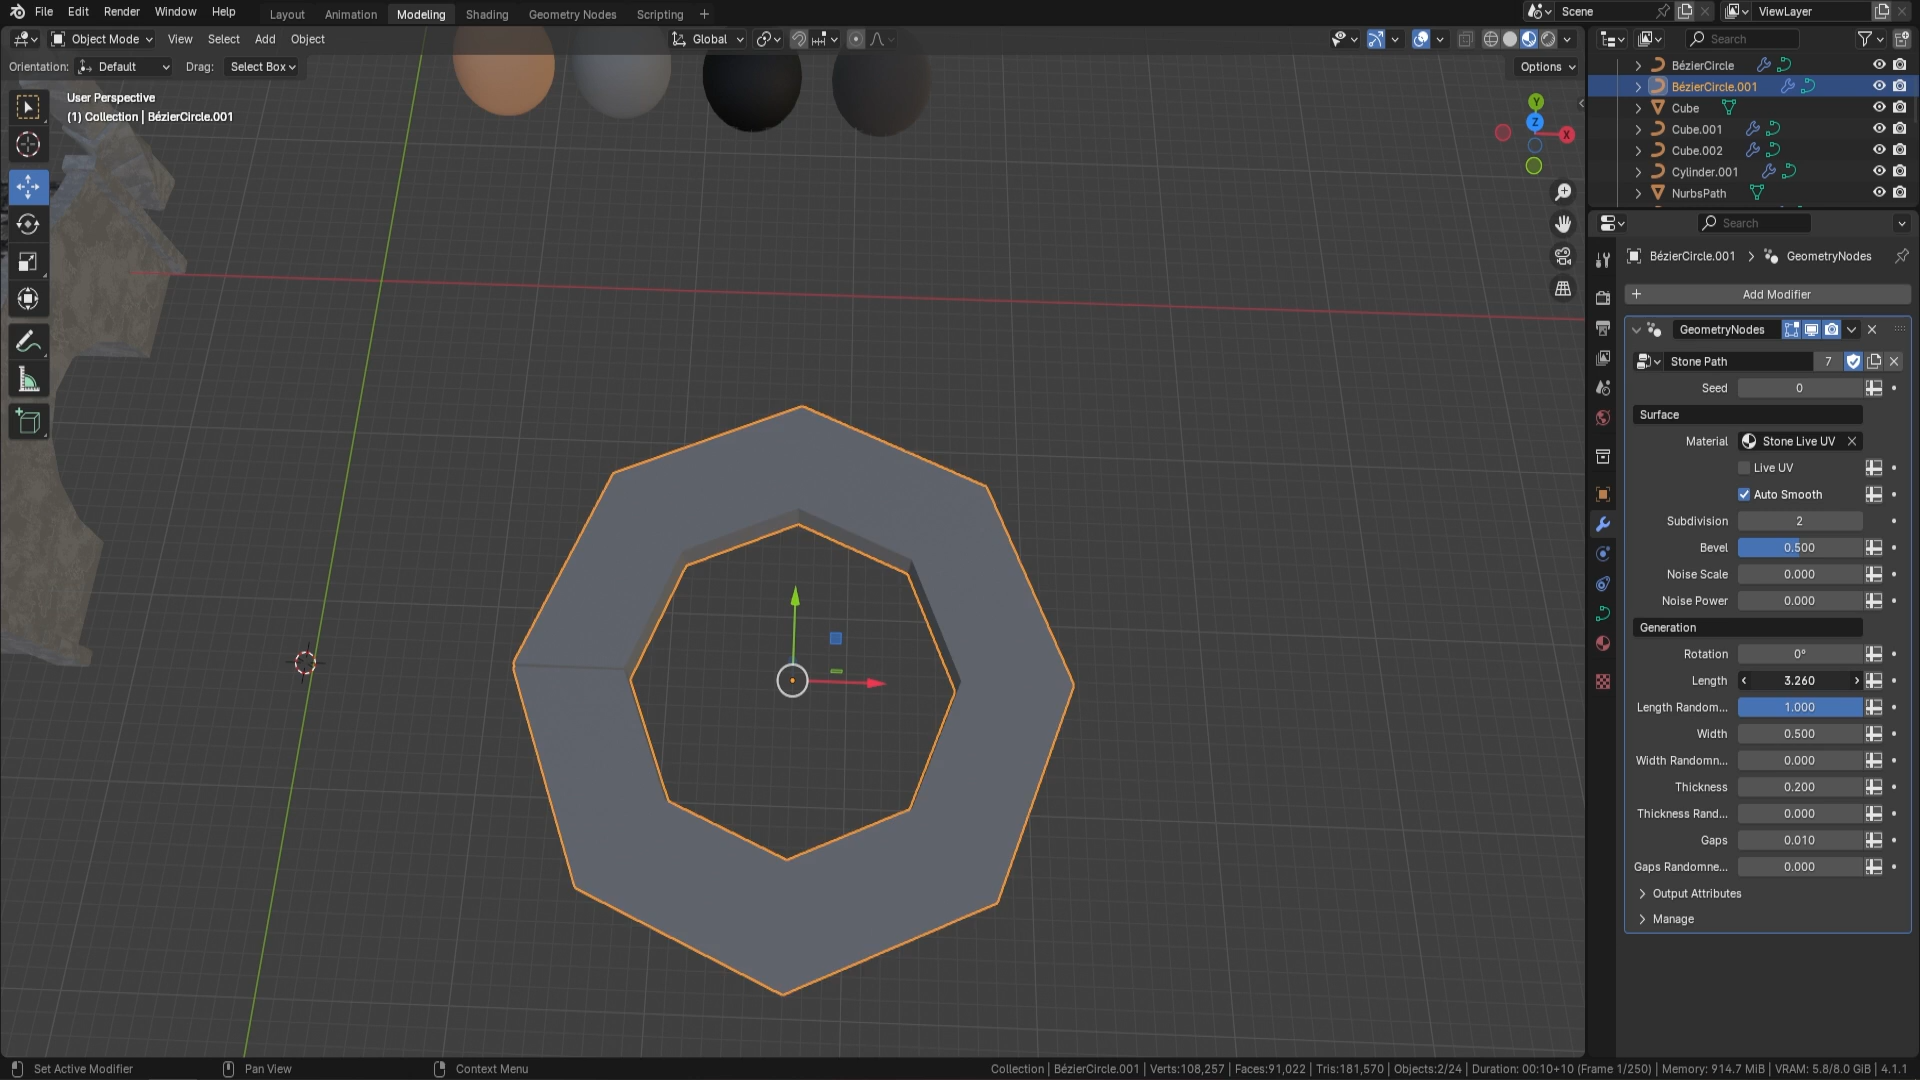 File Edit Render Window Help Layout Animation Modeling Shading Geometry Nodes Scripting + Scene ViewLayer
Object Mode View Select Add Object Global Search
Orientation: Default Drag: Select Box Options
User Perspective
(1) Collection | BézierCircle.001
Y
Z
X
BézierCircle
BézierCircle.001
Cube
Cube.001
Cube.002
Cylinder.001
NurbsPath
Search
BézierCircle.001 > GeometryNodes
+ Add Modifier
GeometryNodes
Stone Path 7
Seed 0
Surface
Material Stone Live UV
Live UV
Auto Smooth
Subdivision 2
Bevel 0.500
Noise Scale 0.000
Noise Power 0.000
Generation
Rotation 0°
Length 3.260
Length Random... 1.000
Width 0.500
Width Randomn... 0.000
Thickness 0.200
Thickness Rand... 0.000
Gaps 0.010
Gaps Randomne... 0.000
Output Attributes
Manage
Set Active Modifier Pan View Context Menu Collection | BézierCircle.001 | Verts:108,257 | Faces:91,022 | Tris:181,570 | Objects:2/24 | Duration: 00:10+10 (Frame 1/250) | Memory: 914.7 MiB | VRAM: 5.8/8.0 GiB | 4.1.1